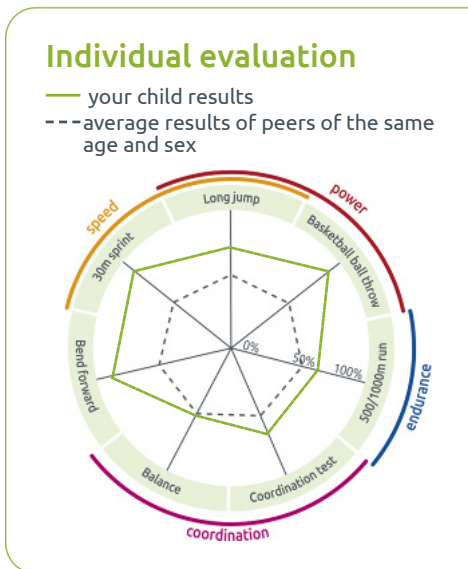 Individual evaluation
your child results
average results of peers of the same
age and sex
speed
power
Long jump
30m sprint
Basketball ball throw
0%
50%
100%
Bend forward
500/1000m run
endurance
Balance
Coordination test
coordination